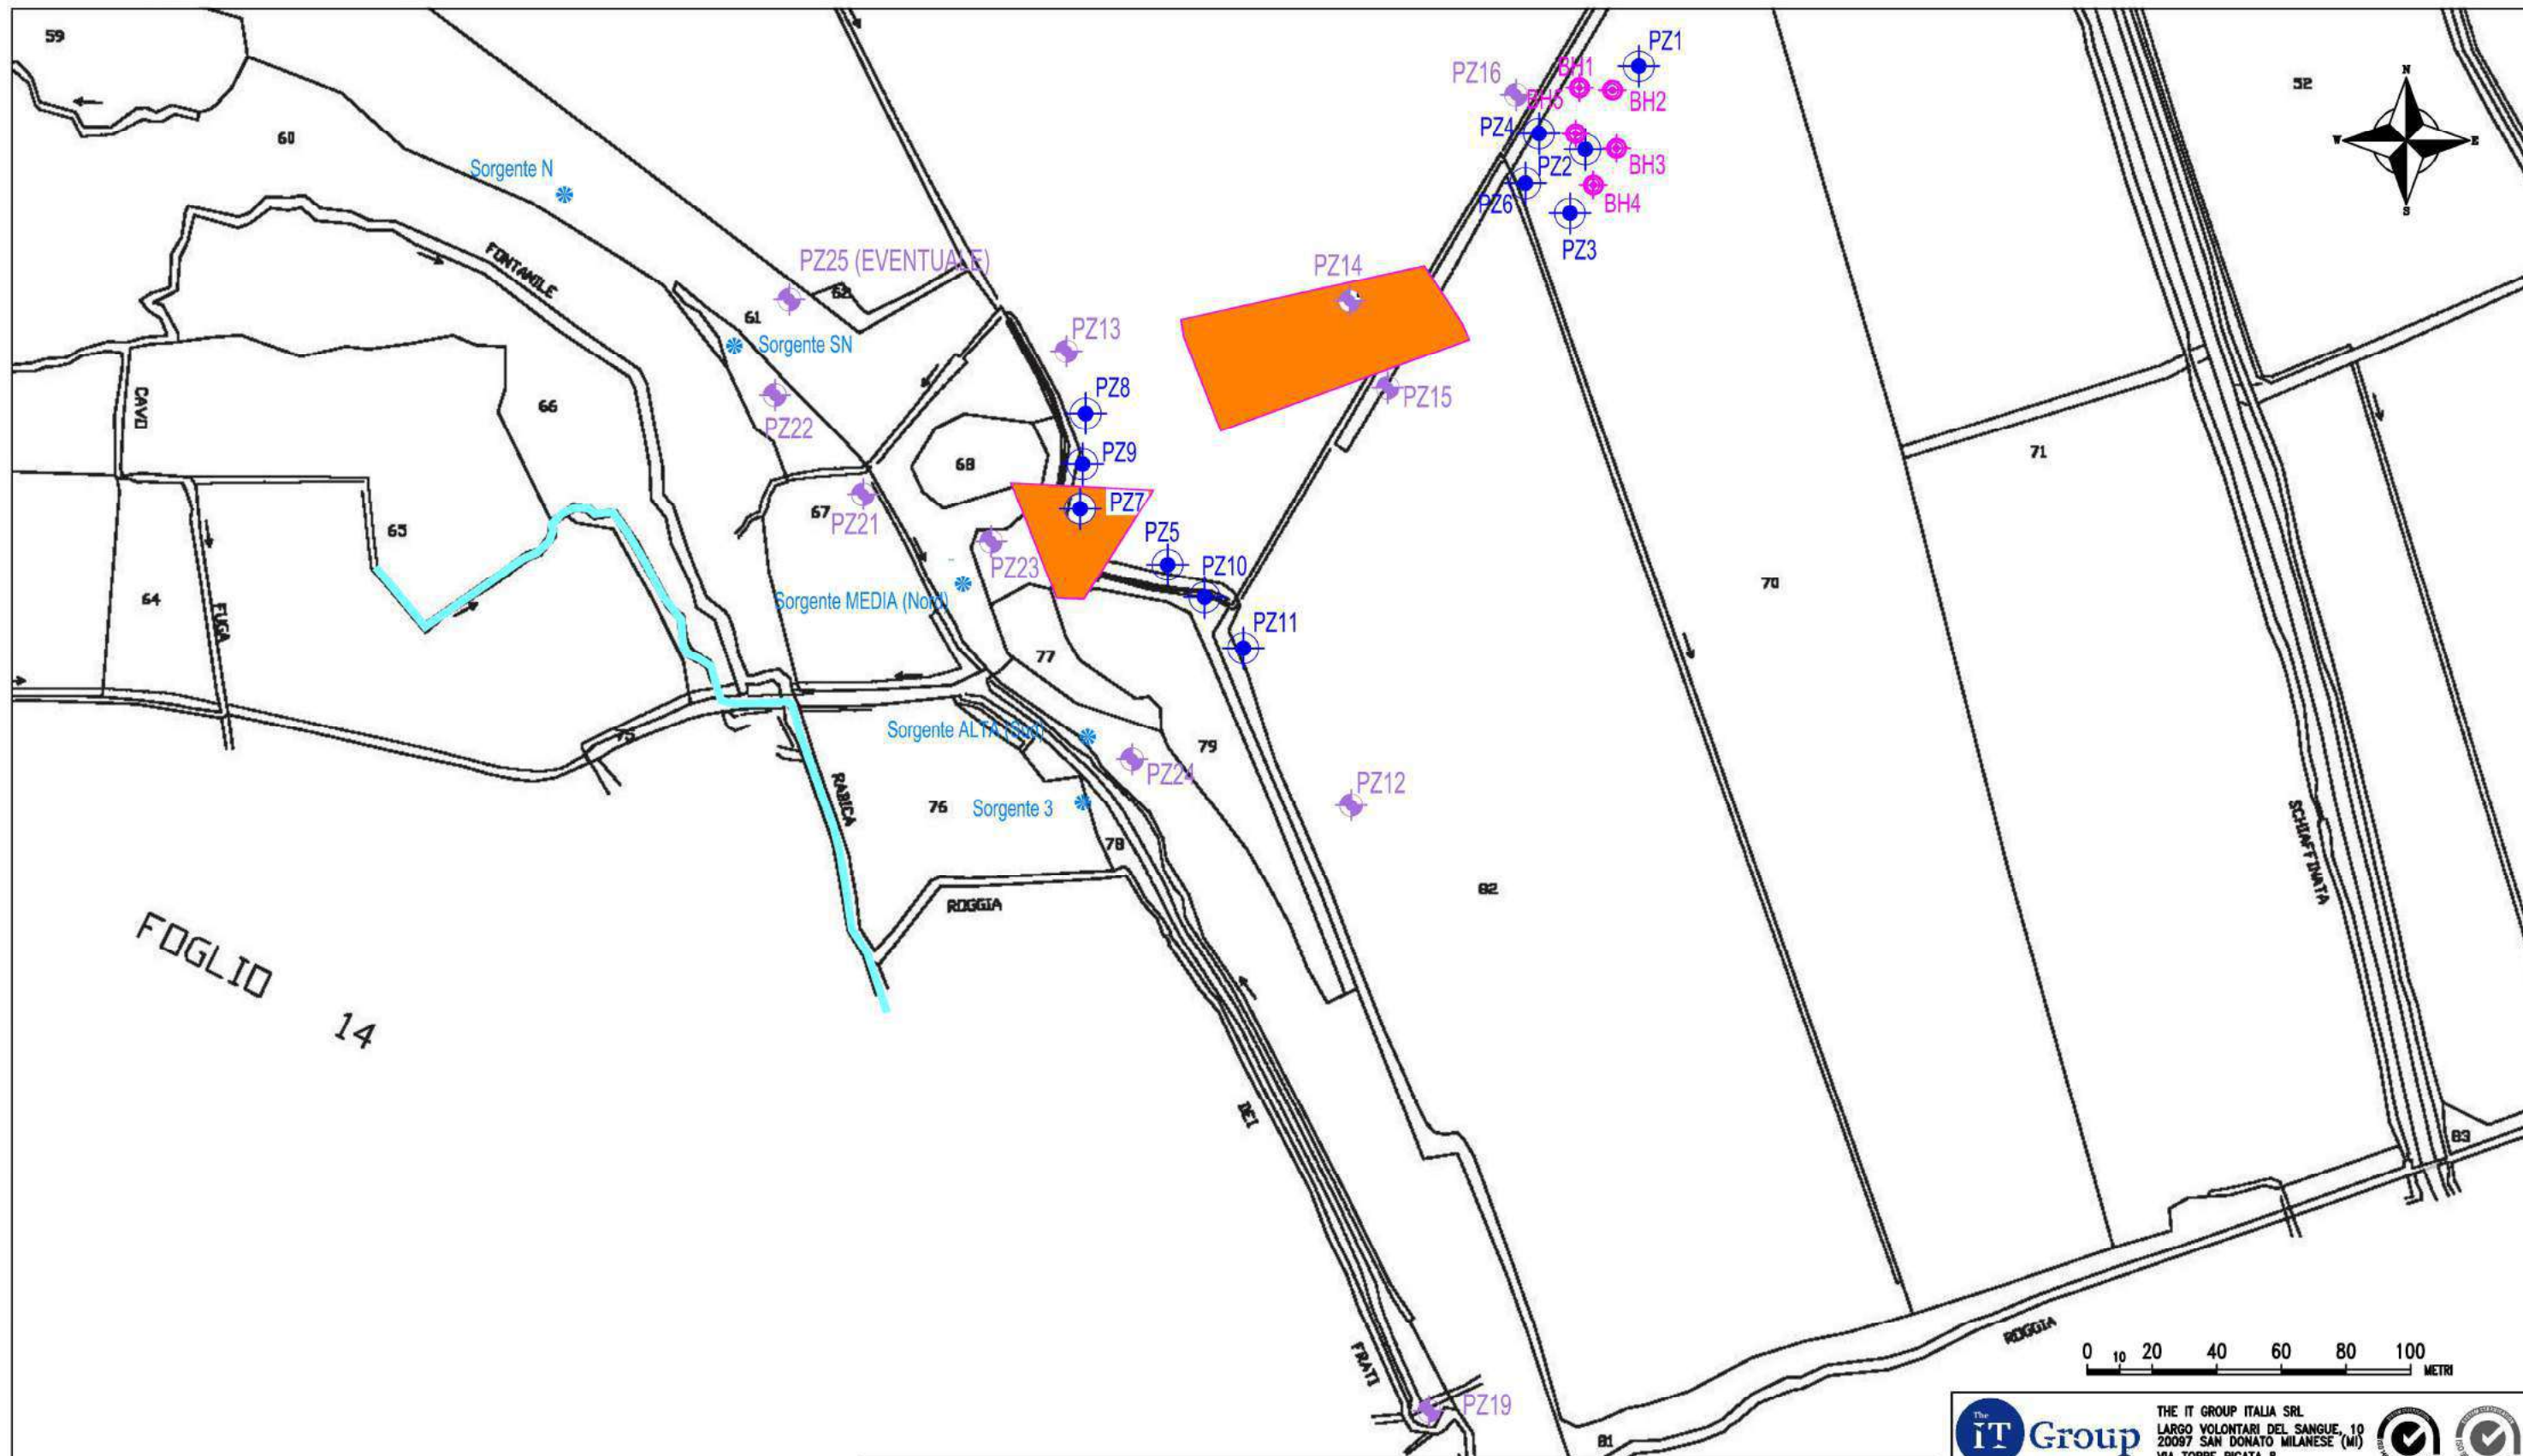 59
PZ1
BH1
PZ16
BH5
BH2
52
N
W
E
S
60
PZ4
PZ2
BH3
Sorgente N
PZ6
BH4
PZ3
FONTANILE
PZ25 (EVENTUALE)
62
PZ14
61
PZ13
Sorgente SN
PZ8
PZ15
CAVO
66
PZ22
PZ9
71
68
PZ7
67
PZ21
65
PZ5
PZ23
PZ10
70
64
Sorgente MEDIA (Nord)
FUGA
PZ11
77
Sorgente ALTA (Sud)
75
79
PZ24
PZ12
RABICA
76
Sorgente 3
SCHIAFFINATA
78
82
ROGGIA
FOGLIO
14
DEI
83
ROGGIA
FRATI
0 10 20 40 60 80 100
METRI
PZ19
81
The
iT Group
THE IT GROUP ITALIA SRL
LARGO VOLONTARI DEL SANGUE, 10
20097 SAN DONATO MILANESE (MI)